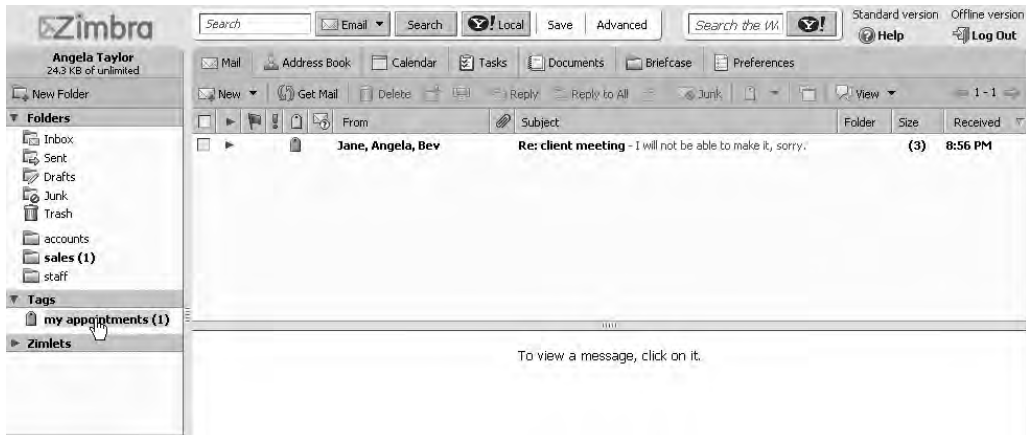 Zimbra
Search Email Search Y! Local Save Advanced Search the Y!
Standard version Offline version
Help Log Out
Angela Taylor
24.3 KB of unlimited
Mail Address Book Calendar Tasks Documents Briefcase Preferences
New Folder
New Get Mail Delete Reply Reply to All Junk View 1 - 1
Folders
From Subject Folder Size Received
Inbox
Jane, Angela, Bev Re: client meeting - I will not be able to make it, sorry. (3) 8:56 PM
Sent
Drafts
Junk
Trash
accounts
sales (1)
staff
Tags
my appointments (1)
Zimlets
To view a message, click on it.